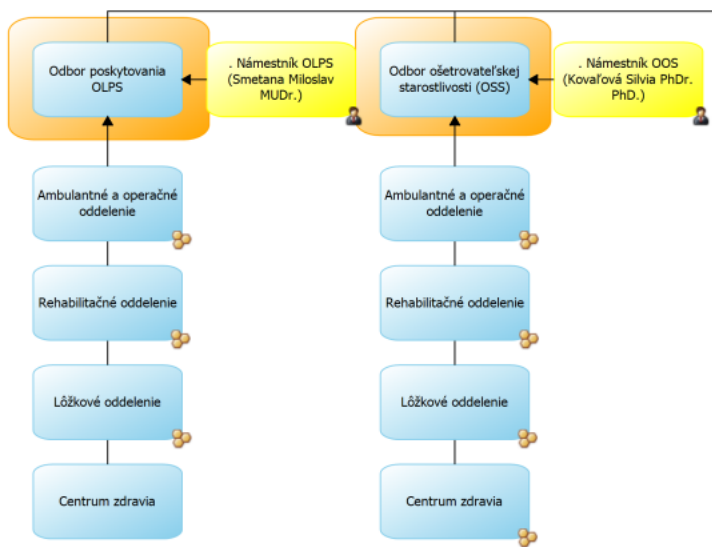 Odbor poskytovania
OLPS
. Námestník OLPS
(Smetana Miloslav
MUDr.)
Odbor ošetrovateľskej
starostlivosti (OSS)
. Námestník OOS
(Kovaľová Silvia PhDr.
PhD.)
Ambulantné a operačné
oddelenie
Ambulantné a operačné
oddelenie
Rehabilitačné oddelenie
Rehabilitačné oddelenie
Lôžkové oddelenie
Lôžkové oddelenie
Centrum zdravia
Centrum zdravia